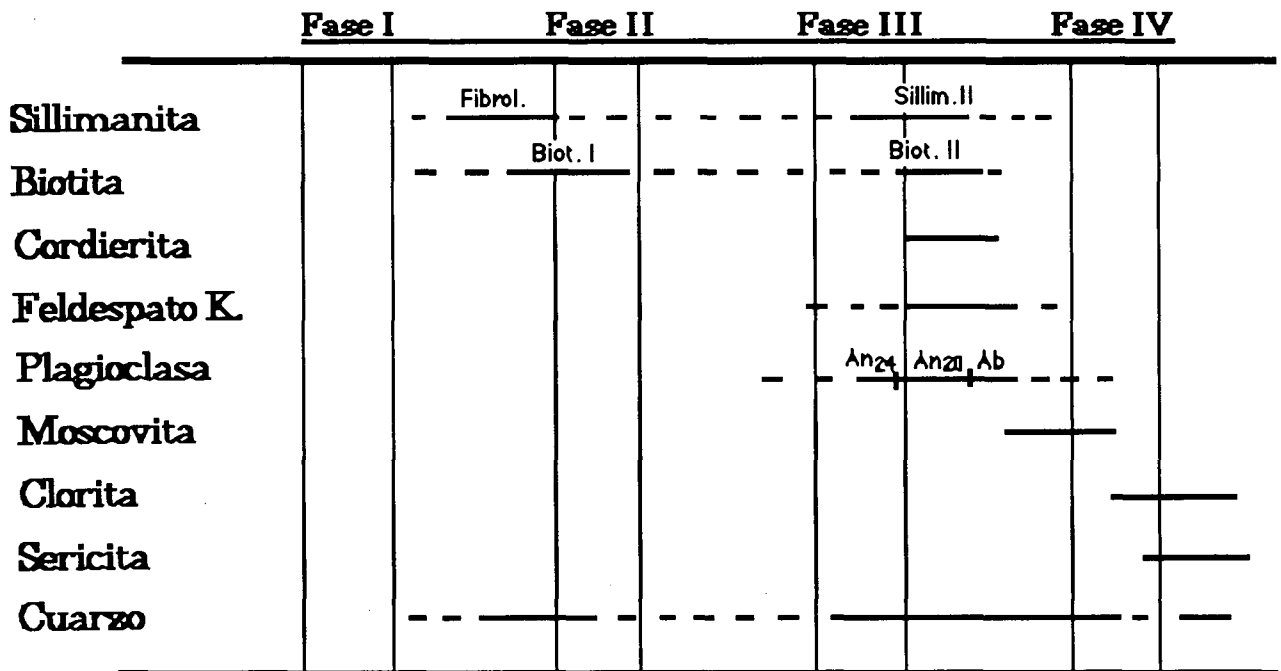 Fase I Fase II Fase III Fase IV
Sillimanita Fibrol. Sillim.II
Biotita Biot. I Biot. II
Cordierita
Feldespato K.
Plagioclasa An24 An20 Ab
Moscovita
Clorita
Sericita
Cuarzo